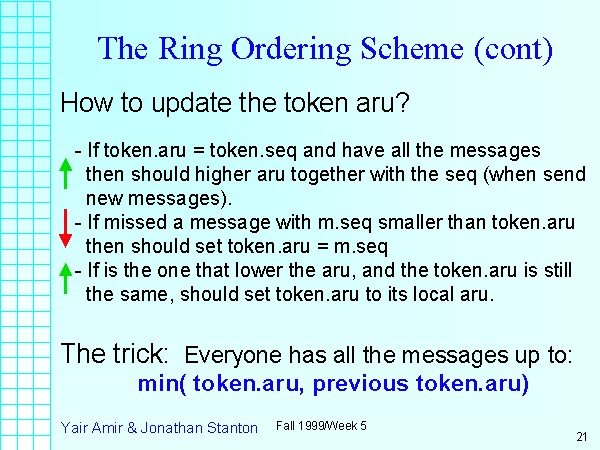 The Ring Ordering Scheme (cont)
How to update the token aru?
- If token.aru = token.seq and have all the messages
then should higher aru together with the seq (when send
new messages).
- If missed a message with m.seq smaller than token.aru
then should set token.aru = m.seq
- If is the one that lower the aru, and the token.aru is still
the same, should set token.aru to its local aru.
The trick: Everyone has all the messages up to:
min( token.aru, previous token.aru)
Yair Amir & Jonathan Stanton Fall 1999/Week 5
21